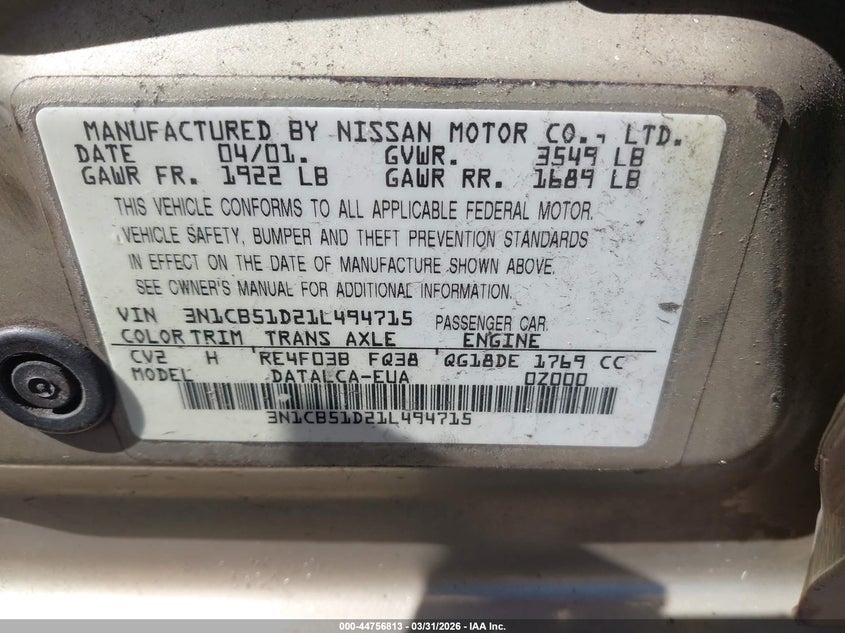 MANUFACTURED BY NISSAN MOTOR CO., LTD.
DATE 04/01. GVWR. 3549 LB
GAWR FR. 1922 LB GAWR RR. 1689 LB
THIS VEHICLE CONFORMS TO ALL APPLICABLE FEDERAL MOTOR.
VEHICLE SAFETY, BUMPER AND THEFT PREVENTION STANDARDS
IN EFFECT ON THE DATE OF MANUFACTURE SHOWN ABOVE.
SEE OWNER'S MANUAL FOR ADDITIONAL INFORMATION.
VIN 3N1CB51D21L494715 PASSENGER CAR.
COLOR TRIM TRANS AXLE ENGINE
CV2 H RE4F03B FQ38 QG18DE 1769 CC
MODEL DATALCA-EUA 0Z000
3N1CB51D21L494715
000-44756813 — 03/31/2026 — IAA Inc.